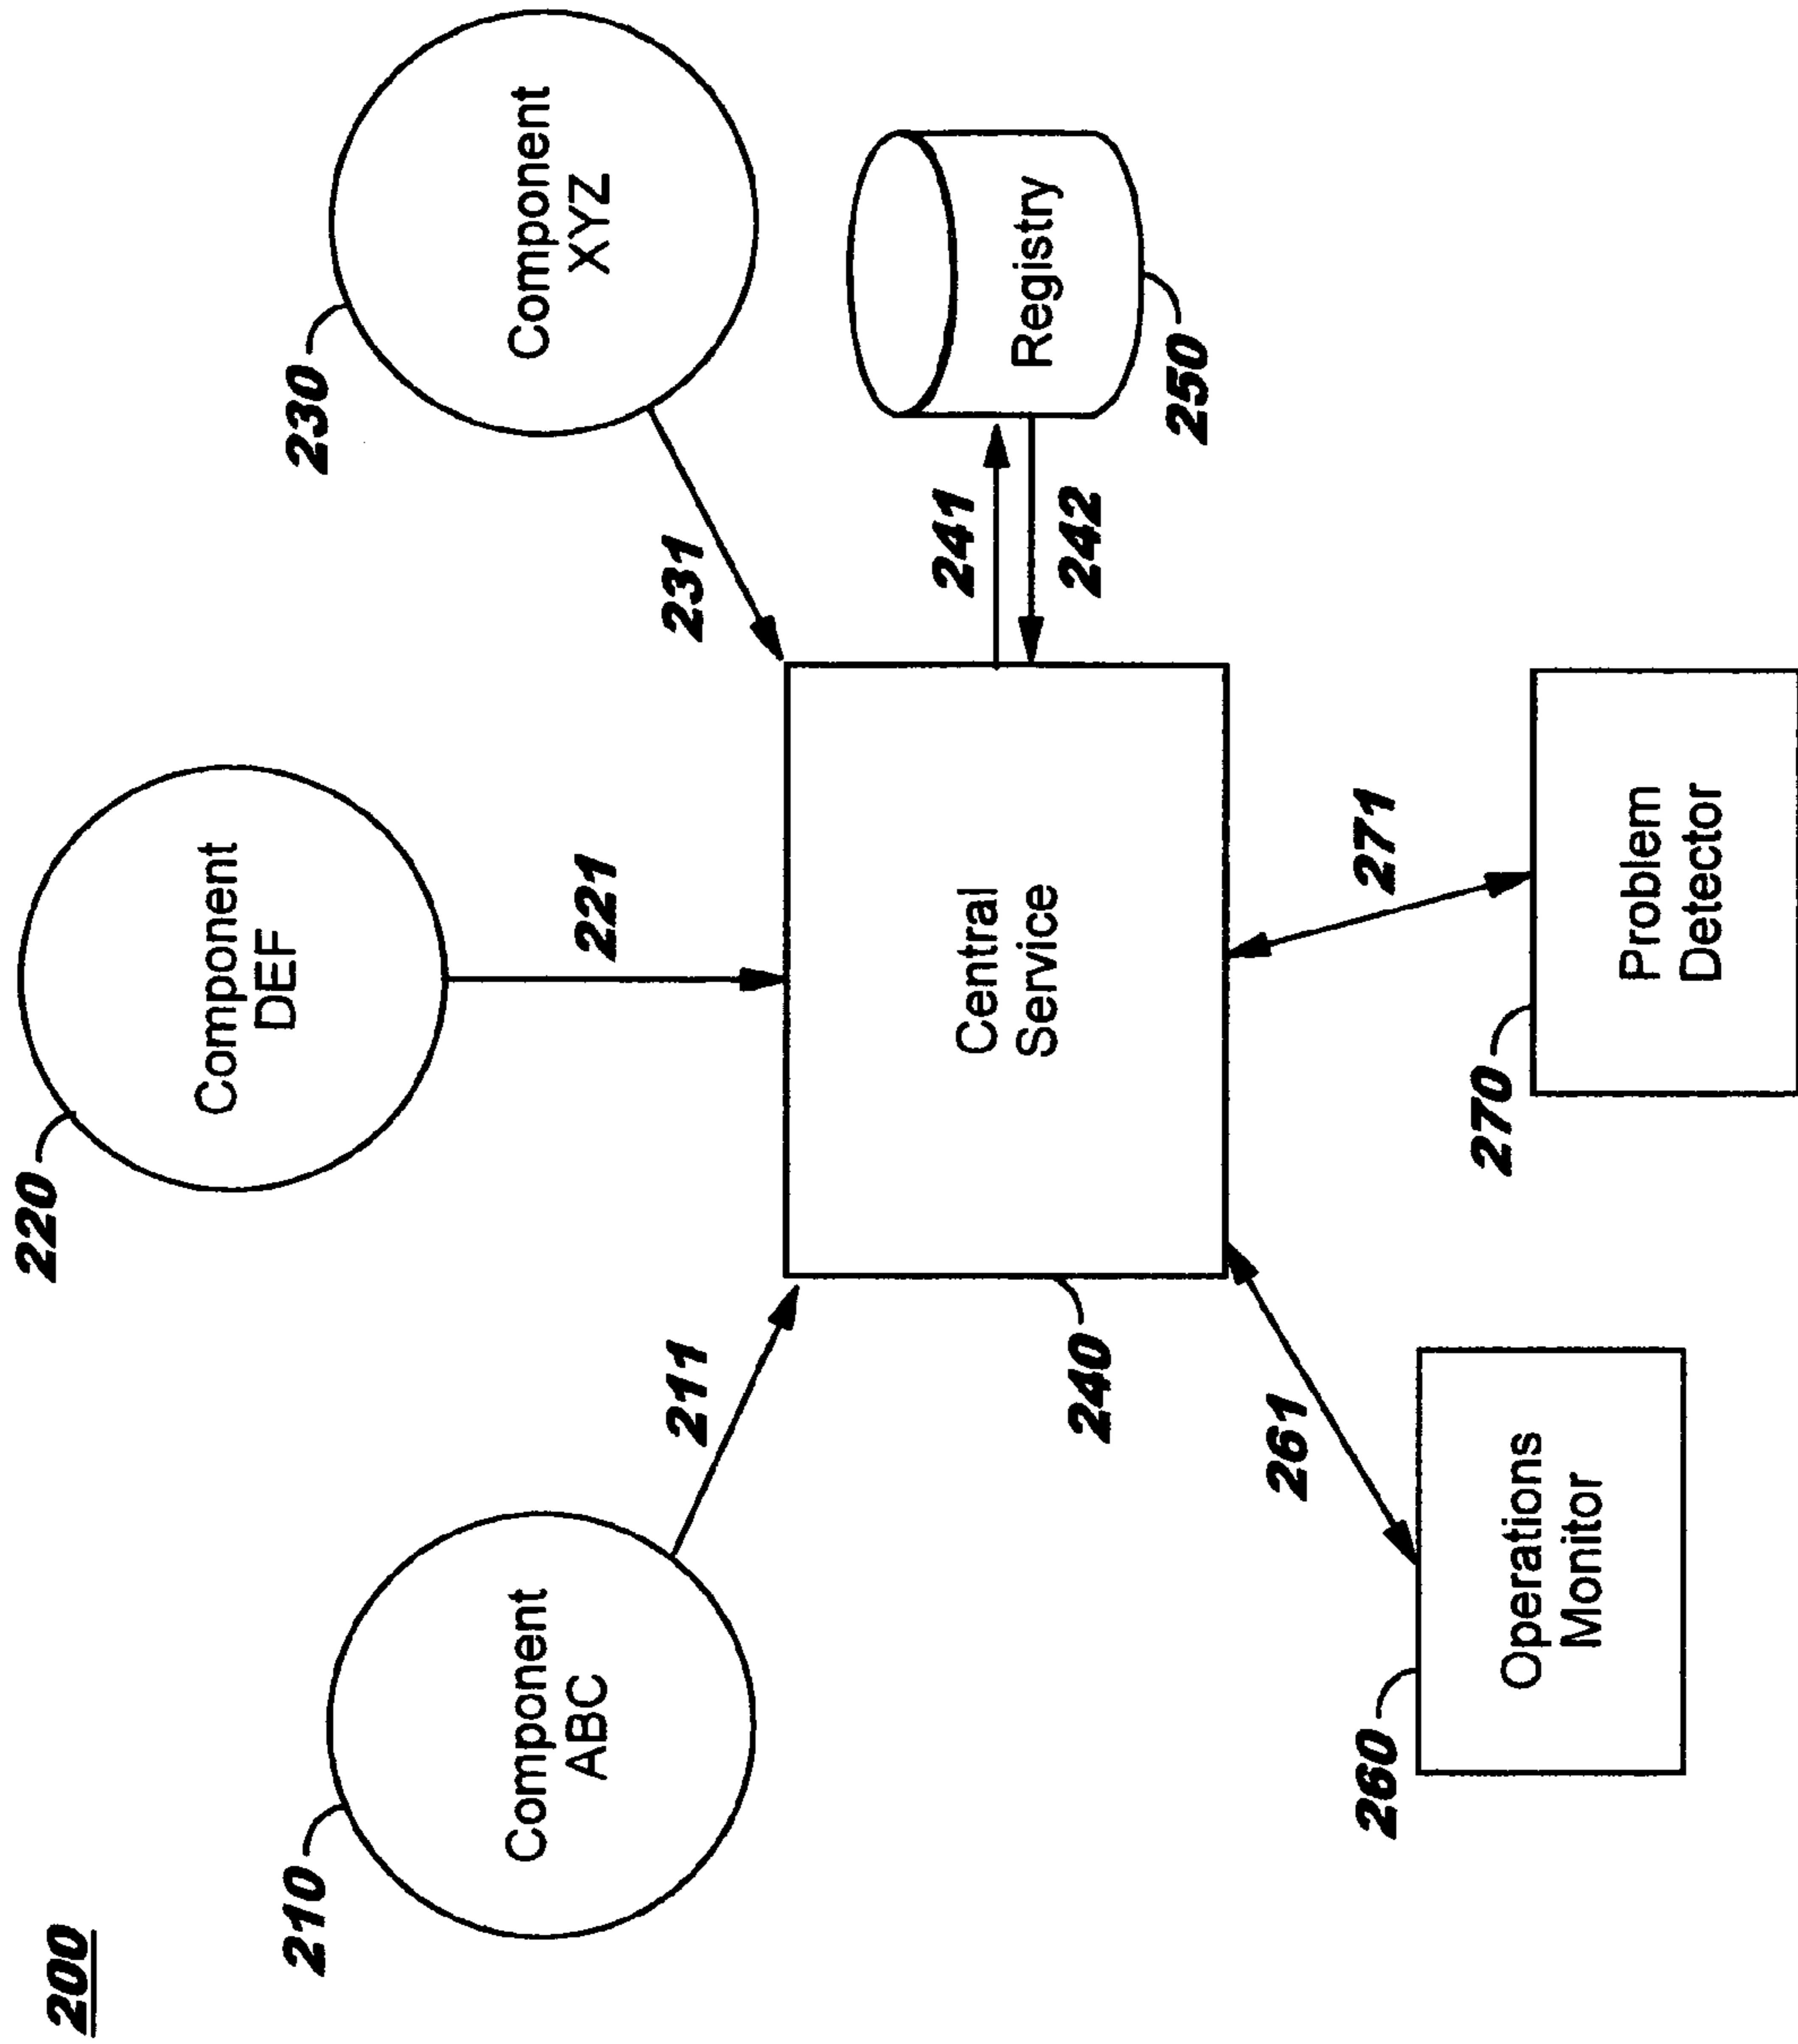 200
220
Component
DEF
210
Component
ABC
230
Component
XYZ
211
221
231
240
Central
Service
241
242
Registry
250
261
271
260
Operations
Monitor
270
Problem
Detector